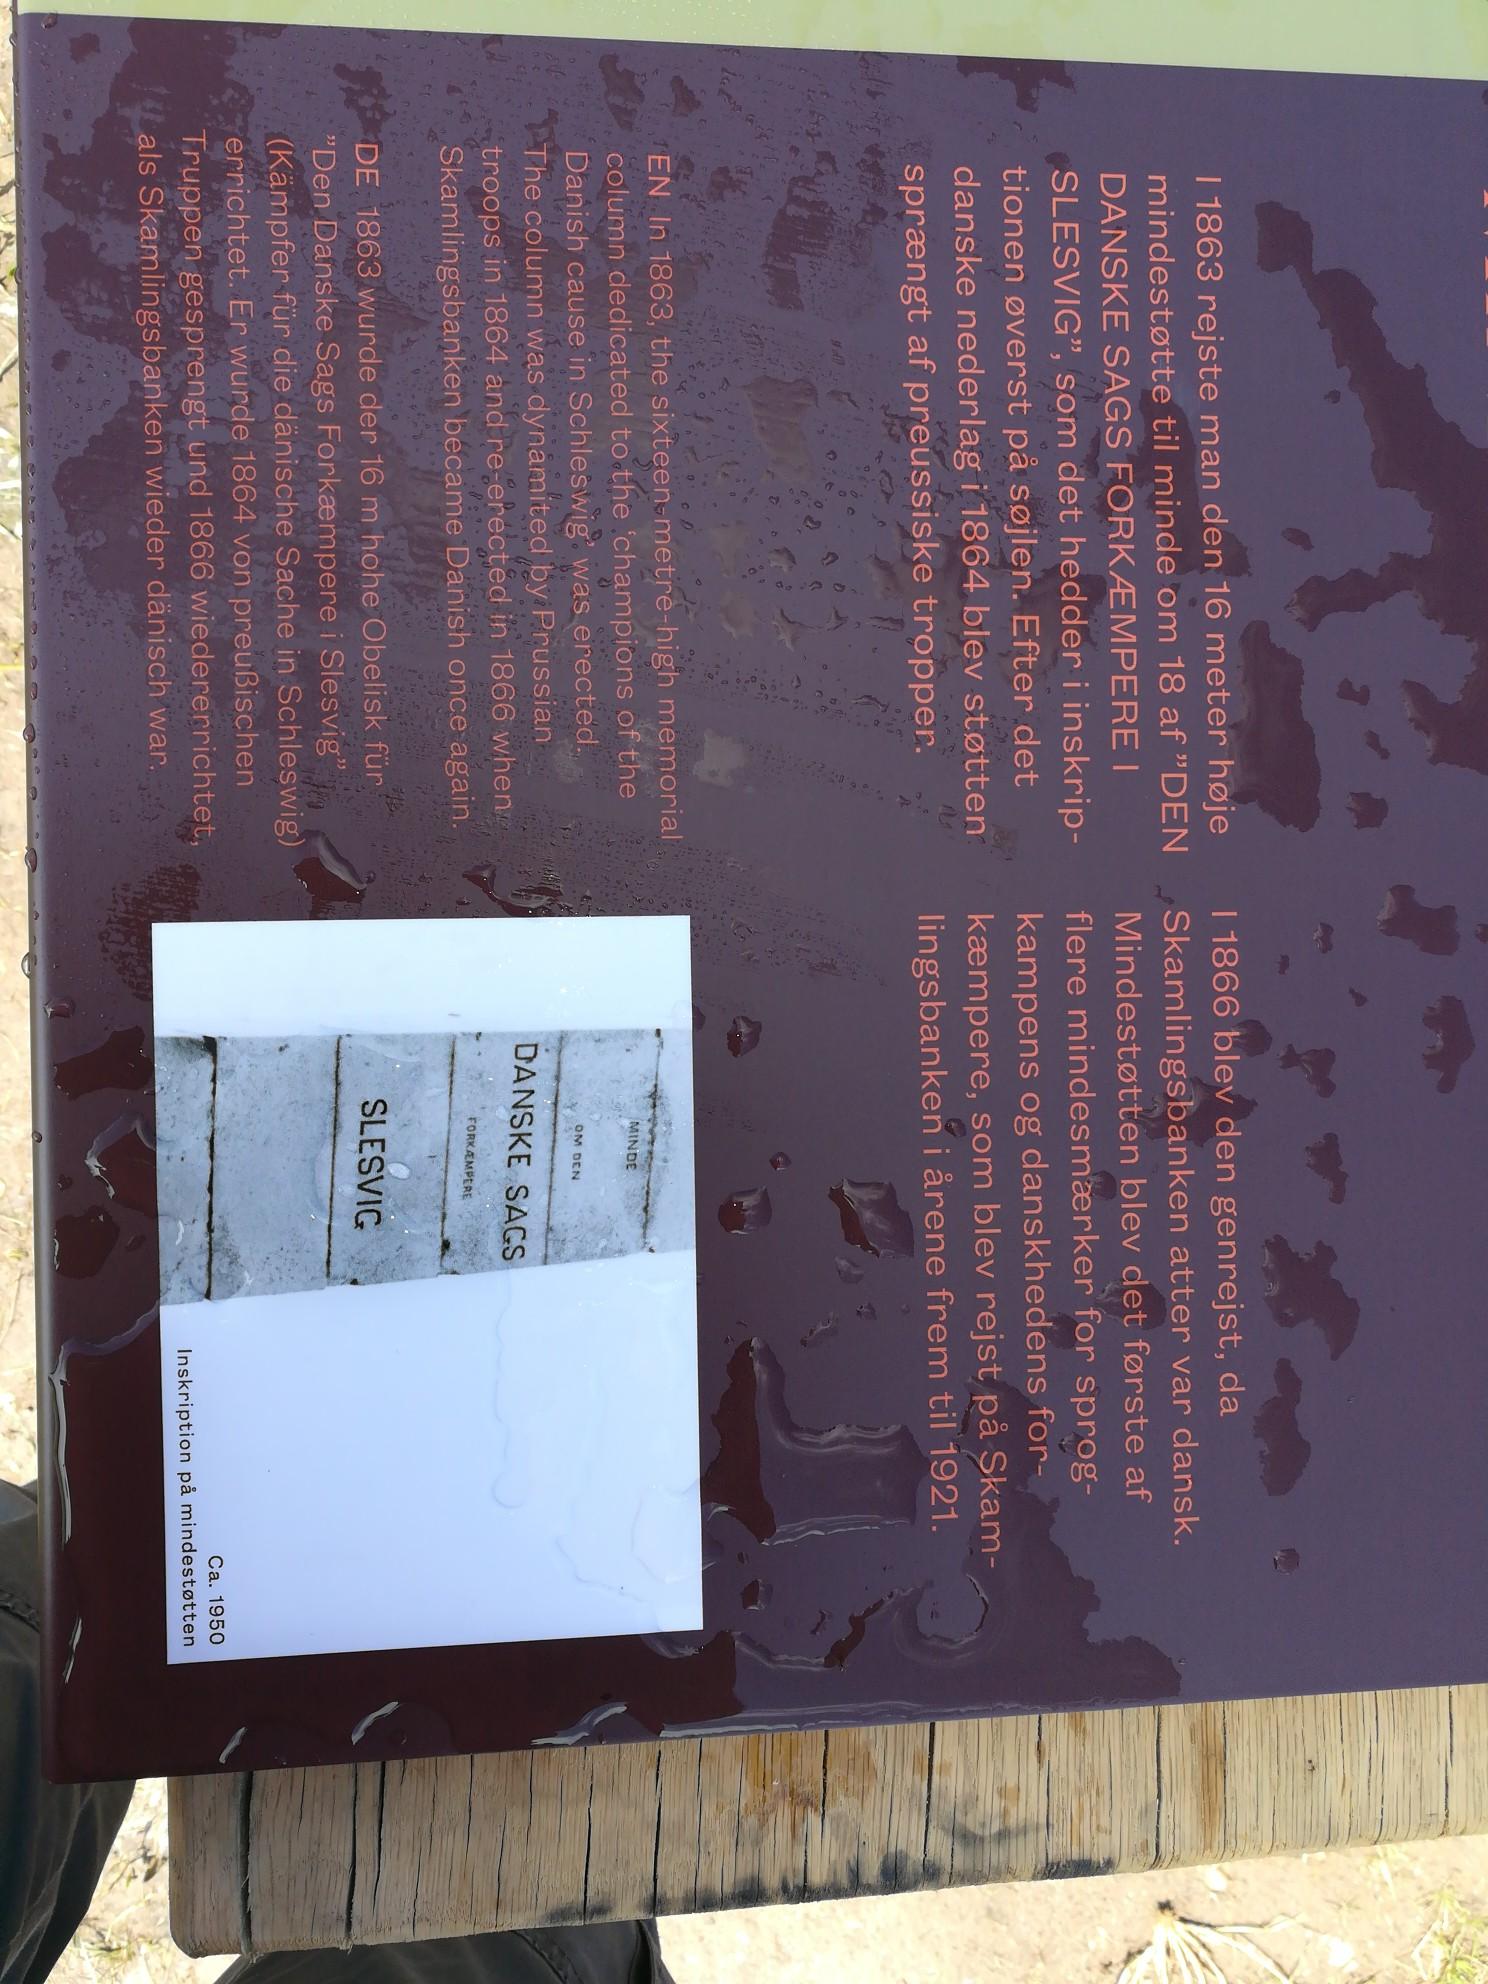 I 1863 rejste man den 16 meter høje
mindestøtte til minde om 18 af ”DEN
DANSKE SAGS FORKÆMPERE I
SLESVIG”, som det hedder i inskrip-
tionen øverst på søjlen. Efter det
danske nederlag i 1864 blev støtten
sprængt af preussiske tropper.
I 1866 blev den genrejst, da
Skamlingsbanken atter var dansk.
Mindestøtten blev det første af
flere mindesmærker for sprog-
kampens og danskhedens for-
kæmpere, som blev rejst på Skam-
lingsbanken i årene frem til 1921.
EN In 1863, the sixteen-metre-high memorial
column dedicated to the ‘champions of the
Danish cause in Schleswig’ was erected.
The column was dynamited by Prussian
troops in 1864 and re-erected in 1866 when
Skamlingsbanken became Danish once again.
DE 1863 wurde der 16 m hohe Obelisk für
”Den Danske Sags Forkæmpere i Slesvig”
(Kämpfer für die dänische Sache in Schleswig)
errichtet. Er wurde 1864 von preußischen
Truppen gesprengt und 1866 wiedererrichtet,
als Skamlingsbanken wieder dänisch war.
MINDE
OM DEN
DANSKE SAGS
FORKÆMPERE
SLESVIG
Ca. 1950
Inskription på mindestøtten